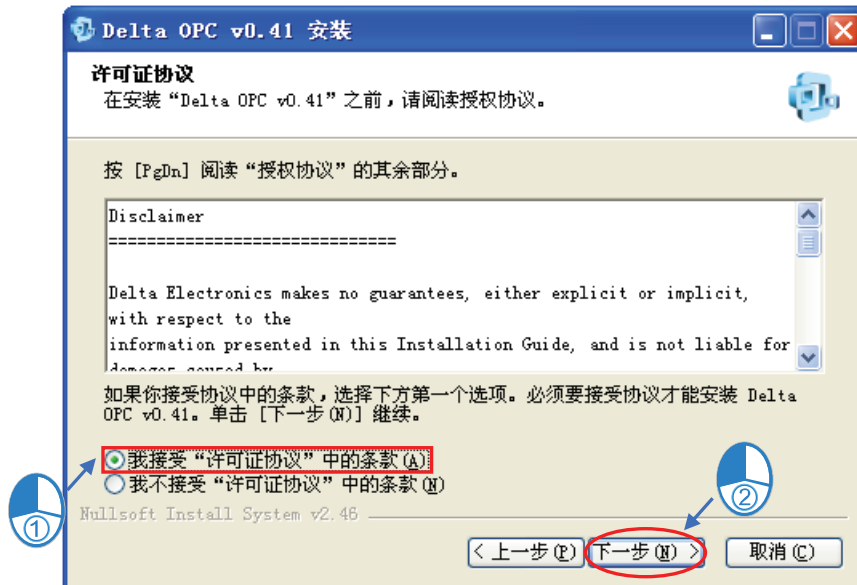 Delta OPC v0.41 安装
许可证协议
在安装“Delta OPC v0.41”之前，请阅读授权协议。
按 [PgDn] 阅读“授权协议”的其余部分。
Disclaimer
==============================
Delta Electronics makes no guarantees, either explicit or implicit,
with respect to the
information presented in this Installation Guide, and is not liable for
damages caused by
如果你接受协议中的条款，选择下方第一个选项。必须要接受协议才能安装 Delta
OPC v0.41。单击 [下一步(N)] 继续。
我接受“许可证协议”中的条款(A)
我不接受“许可证协议”中的条款(N)
①
②
Nullsoft Install System v2.46
< 上一步(P) 下一步(N) > 取消(C)